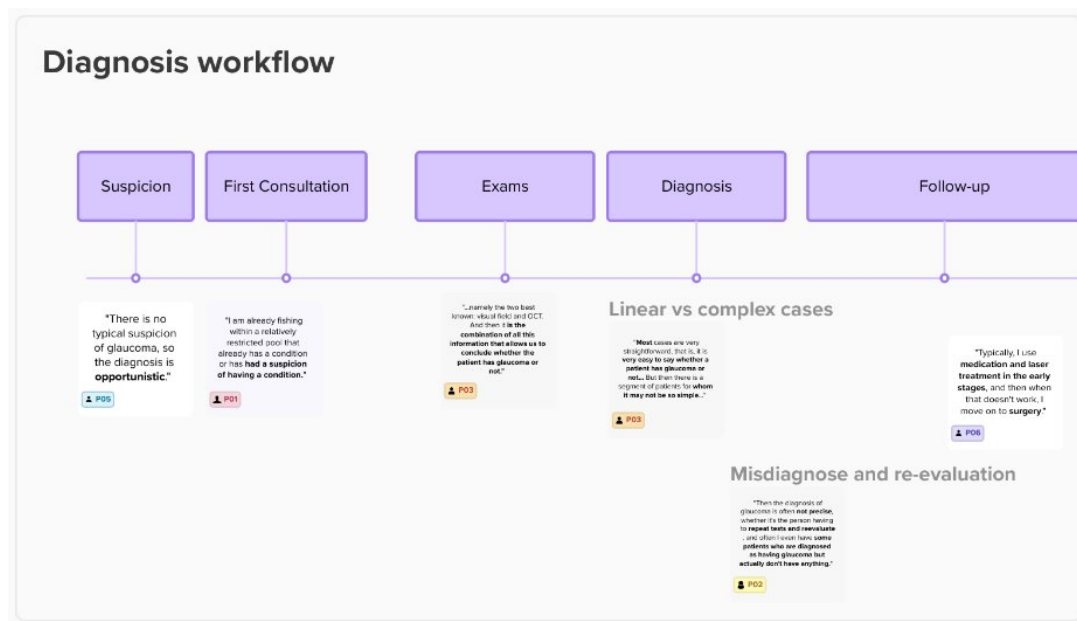 Diagnosis workflow
Suspicion
First Consultation
Exams
Diagnosis
Follow-up
"There is no
typical suspicion
of glaucoma, so
the diagnosis is
opportunistic."
P05
"I am already fishing
within a relatively
restricted pool that
already has a condition
or has had a suspicion
of having a condition."
P01
"...namely the two best
known: visual field and OCT.
And then it is the
combination of all this
information that allows us to
conclude whether the
patient has glaucoma or
not."
P03
Linear vs complex cases
"Most cases are very
straightforward, that is, it is
very easy to say whether a
patient has glaucoma or
not... But then there is a
segment of patients for whom
it may not be so simple..."
P03
"Typically, I use
medication and laser
treatment in the early
stages, and then when
that doesn't work, I
move on to surgery."
P06
Misdiagnose and re-evaluation
"Then the diagnosis of
glaucoma is often not precise,
whether it's the person having
to repeat tests and reevaluate
, and often I even have some
patients who are diagnosed
as having glaucoma but
actually don't have anything."
P02